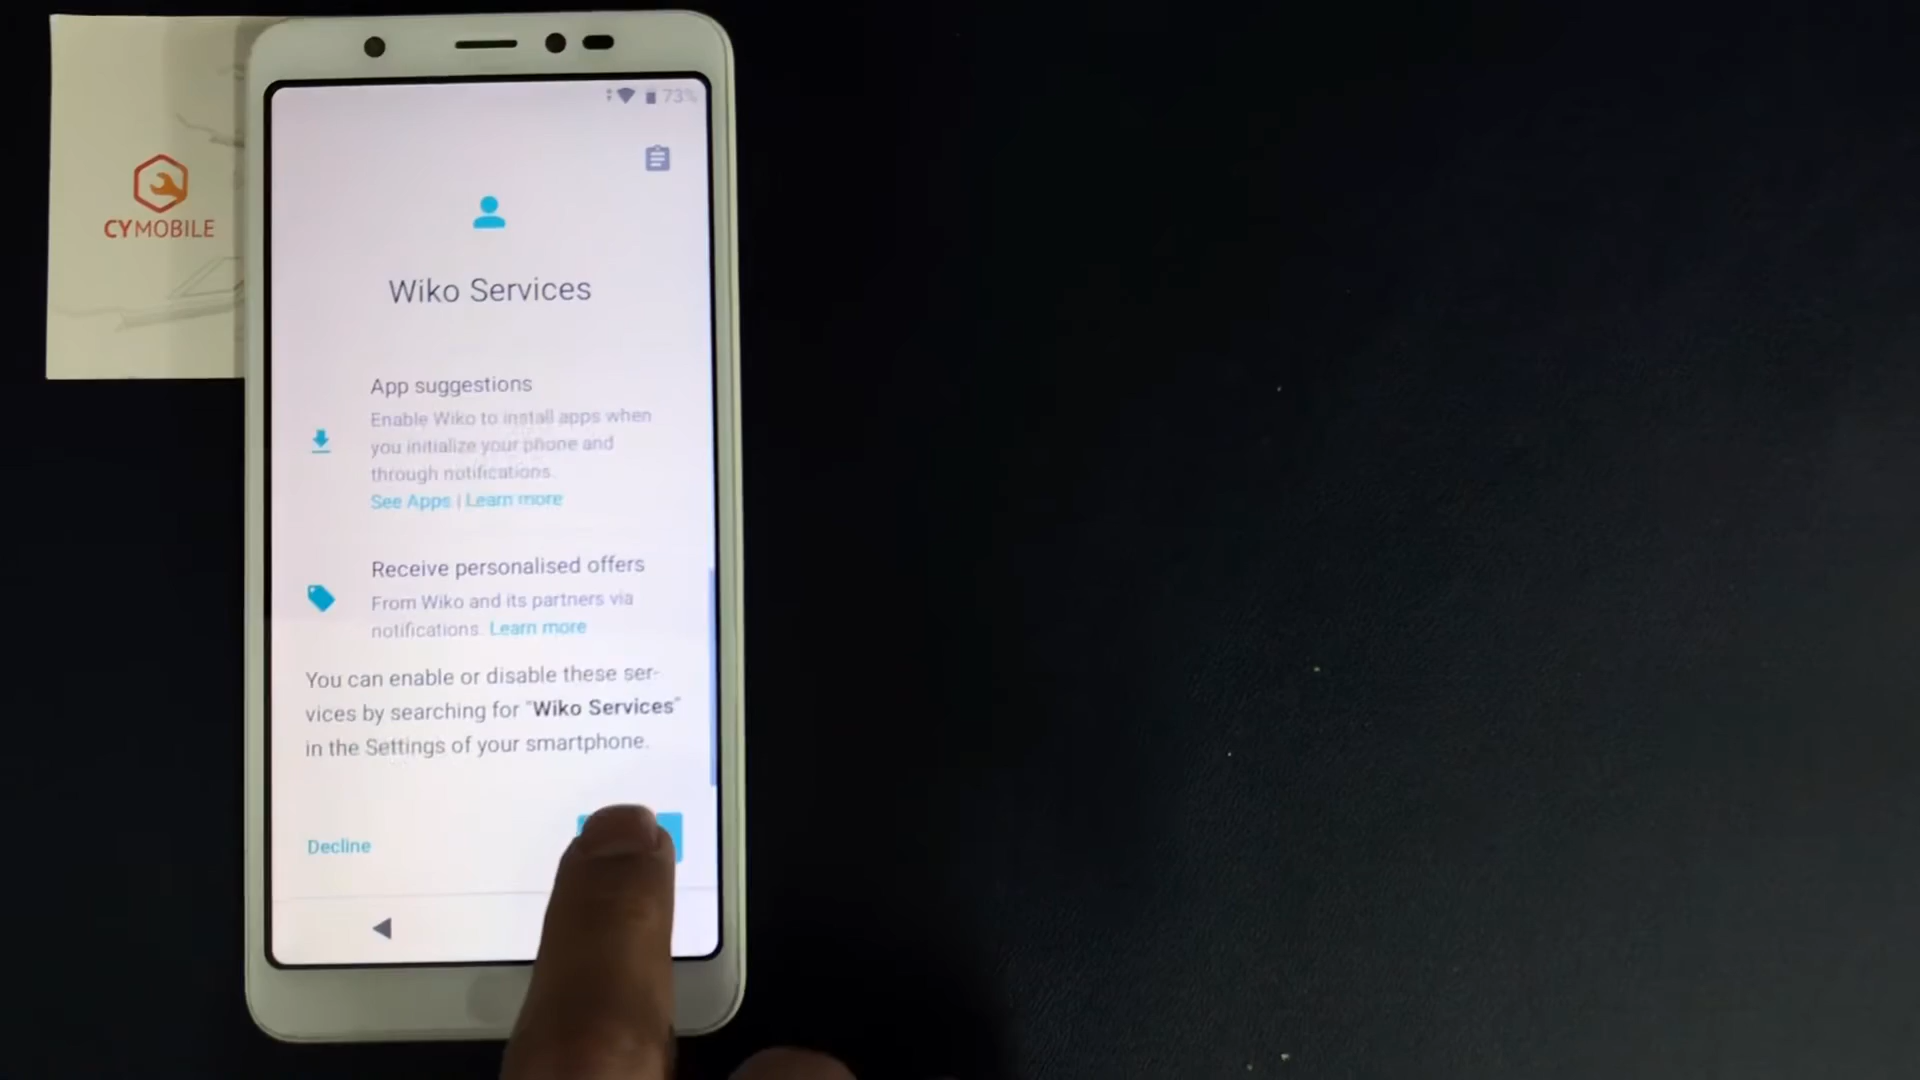 73%
CYMOBILE
Wiko Services
App suggestions
Enable Wiko to install apps when
you initialize your phone and
through notifications.
See Apps | Learn more
Receive personalised offers
From Wiko and its partners via
notifications. Learn more
You can enable or disable these ser-
vices by searching for "Wiko Services"
in the Settings of your smartphone.
Decline